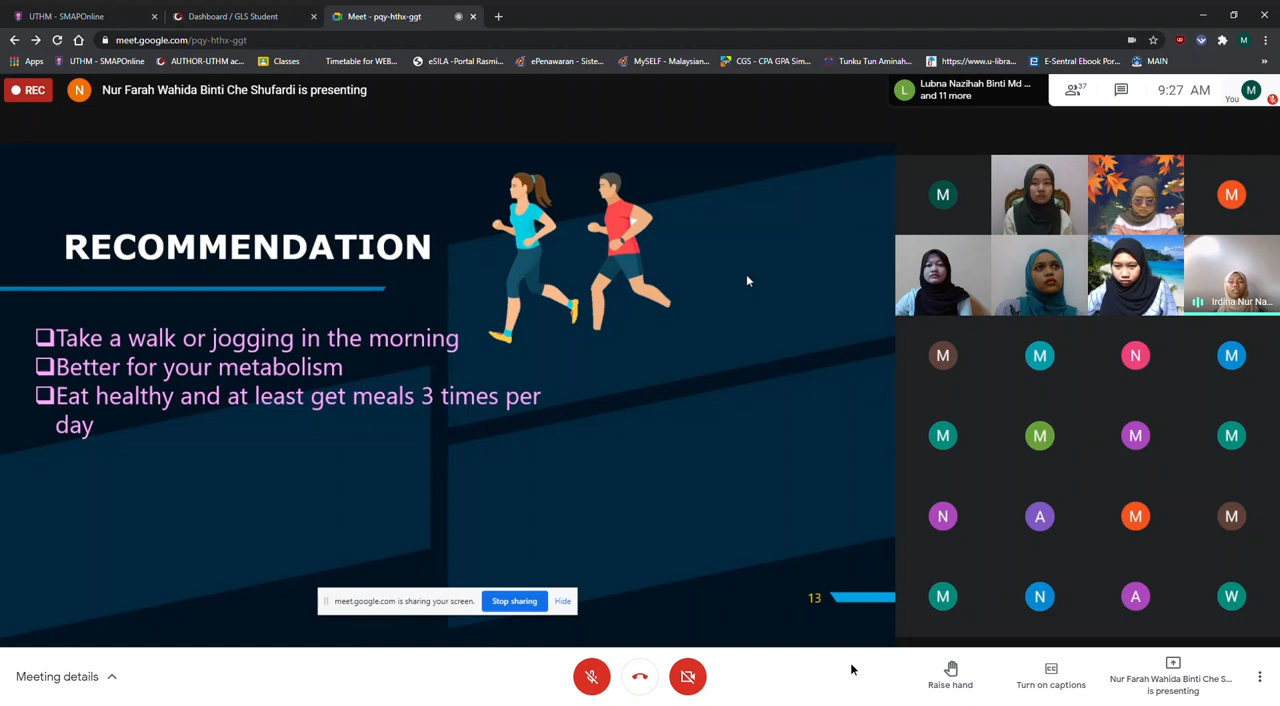 UTHM - SMAPOnline
Dashboard / GLS Student
Meet - pqy-hthx-ggt
meet.google.com/pqy-hthx-ggt
Apps
UTHM - SMAPOnline
AUTHOR-UTHM ac...
Classes
Timetable for WEB...
eSILA -Portal Rasmi...
ePenawaran - Siste...
MySELF - Malaysian...
CGS - CPA GPA Sim...
Tunku Tun Aminah...
https://www.u-libra...
E-Sentral Ebook Por...
MAIN
REC
N
Nur Farah Wahida Binti Che Shufardi is presenting
L
Lubna Nazihah Binti Md ...
and 11 more
37
9:27 AM
You
M
RECOMMENDATION
Take a walk or jogging in the morning
Better for your metabolism
Eat healthy and at least get meals 3 times per
day
meet.google.com is sharing your screen.
Stop sharing
Hide
13
M
M
Irdina Nur Na...
M
M
N
M
M
M
M
M
N
A
M
M
M
N
A
W
Meeting details
Raise hand
Turn on captions
Nur Farah Wahida Binti Che S...
is presenting